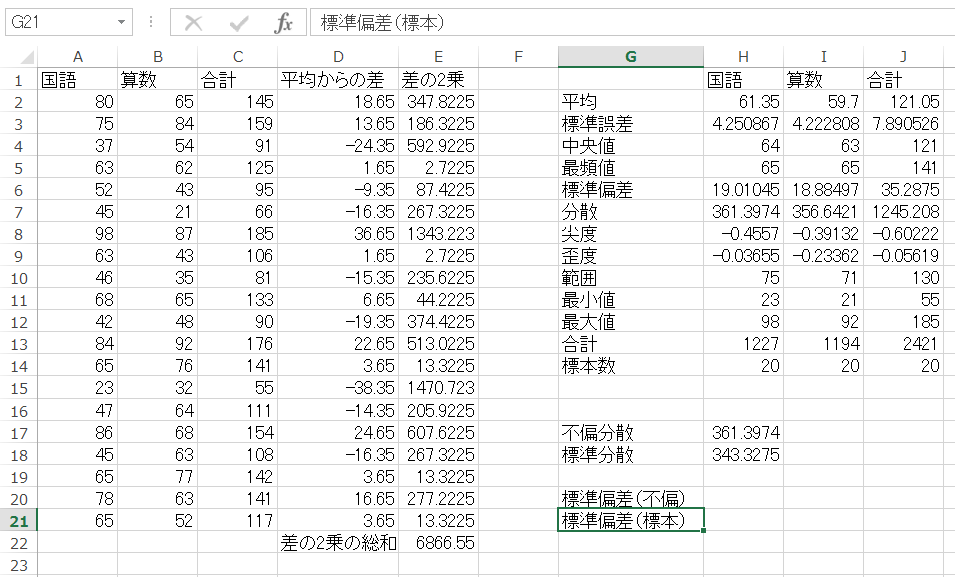 G21 fx 標準偏差(標本)
A B C D E F G H I J
1 国語 算数 合計 平均からの差 差の2乗 国語 算数 合計
2 80 65 145 18.65 347.8225 平均 61.35 59.7 121.05
3 75 84 159 13.65 186.3225 標準誤差 4.250867 4.222808 7.890526
4 37 54 91 -24.35 592.9225 中央値 64 63 121
5 63 62 125 1.65 2.7225 最頻値 65 65 141
6 52 43 95 -9.35 87.4225 標準偏差 19.01045 18.88497 35.2875
7 45 21 66 -16.35 267.3225 分散 361.3974 356.6421 1245.208
8 98 87 185 36.65 1343.223 尖度 -0.4557 -0.39132 -0.60222
9 63 43 106 1.65 2.7225 歪度 -0.03655 -0.23362 -0.05619
10 46 35 81 -15.35 235.6225 範囲 75 71 130
11 68 65 133 6.65 44.2225 最小値 23 21 55
12 42 48 90 -19.35 374.4225 最大値 98 92 185
13 84 92 176 22.65 513.0225 合計 1227 1194 2421
14 65 76 141 3.65 13.3225 標本数 20 20 20
15 23 32 55 -38.35 1470.723
16 47 64 111 -14.35 205.9225
17 86 68 154 24.65 607.6225 不偏分散 361.3974
18 45 63 108 -16.35 267.3225 標準分散 343.3275
19 65 77 142 3.65 13.3225
20 78 63 141 16.65 277.2225 標準偏差(不偏)
21 65 52 117 3.65 13.3225 標準偏差(標本)
22 差の2乗の総和 6866.55
23